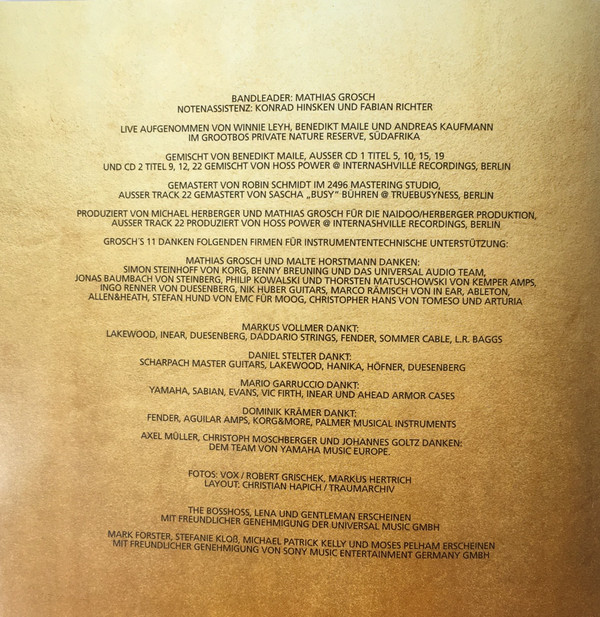 BANDLEADER: MATHIAS GROSCH
NOTENASSISTENZ: KONRAD HINSKEN UND FABIAN RICHTER
LIVE AUFGENOMMEN VON WINNIE LEYH, BENEDIKT MAILE UND ANDREAS KAUFMANN
IM GROOTBOS PRIVATE NATURE RESERVE, SÜDAFRIKA
GEMISCHT VON BENEDIKT MAILE, AUSSER CD 1 TITEL 5, 10, 15, 19
UND CD 2 TITEL 9, 12, 22 GEMISCHT VON HOSS POWER @ INTERNASHVILLE RECORDINGS, BERLIN
GEMASTERT VON ROBIN SCHMIDT IM 2496 MASTERING STUDIO,
AUSSER TRACK 22 GEMASTERT VON SASCHA „BUSY" BÜHREN @ TRUEBUSYNESS, BERLIN
PRODUZIERT VON MICHAEL HERBERGER UND MATHIAS GROSCH FÜR DIE NAIDOO/HERBERGER PRODUKTION,
AUSSER TRACK 22 PRODUZIERT VON HOSS POWER @ INTERNASHVILLE RECORDINGS, BERLIN
GROSCH´S 11 DANKEN FOLGENDEN FIRMEN FÜR INSTRUMENTENTECHNISCHE UNTERSTÜTZUNG:
MATHIAS GROSCH UND MALTE HORSTMANN DANKEN:
SIMON STEINHOFF VON KORG, BENNY BREUNING UND DAS UNIVERSAL AUDIO TEAM,
JONAS BAUMBACH VON STEINBERG, PHILIP KOWALSKI UND THORSTEN MATUSCHOWSKI VON KEMPER AMPS,
INGO RENNER VON DUESENBERG, NIK HUBER GUITARS, MARCO RÄMISCH VON IN EAR, ABLETON,
ALLEN&HEATH, STEFAN HUND VON EMC FÜR MOOG, CHRISTOPHER HANS VON TOMESO UND ARTURIA
MARKUS VOLLMER DANKT:
LAKEWOOD, INEAR, DUESENBERG, DADDARIO STRINGS, FENDER, SOMMER CABLE, L.R. BAGGS
DANIEL STELTER DANKT:
SCHARPACH MASTER GUITARS, LAKEWOOD, HANIKA, HÖFNER, DUESENBERG
MARIO GARRUCCIO DANKT:
YAMAHA, SABIAN, EVANS, VIC FIRTH, INEAR UND AHEAD ARMOR CASES
DOMINIK KRÄMER DANKT:
FENDER, AGUILAR AMPS, KORG&MORE, PALMER MUSICAL INSTRUMENTS
AXEL MÜLLER, CHRISTOPH MOSCHBERGER UND JOHANNES GOLTZ DANKEN:
DEM TEAM VON YAMAHA MUSIC EUROPE.
FOTOS: VOX / ROBERT GRISCHEK, MARKUS HERTRICH
LAYOUT: CHRISTIAN HAPICH / TRAUMARCHIV
THE BOSSHOSS, LENA UND GENTLEMAN ERSCHEINEN
MIT FREUNDLICHER GENEHMIGUNG DER UNIVERSAL MUSIC GMBH
MARK FORSTER, STEFANIE KLOß, MICHAEL PATRICK KELLY UND MOSES PELHAM ERSCHEINEN
MIT FREUNDLICHER GENEHMIGUNG VON SONY MUSIC ENTERTAINMENT GERMANY GMBH